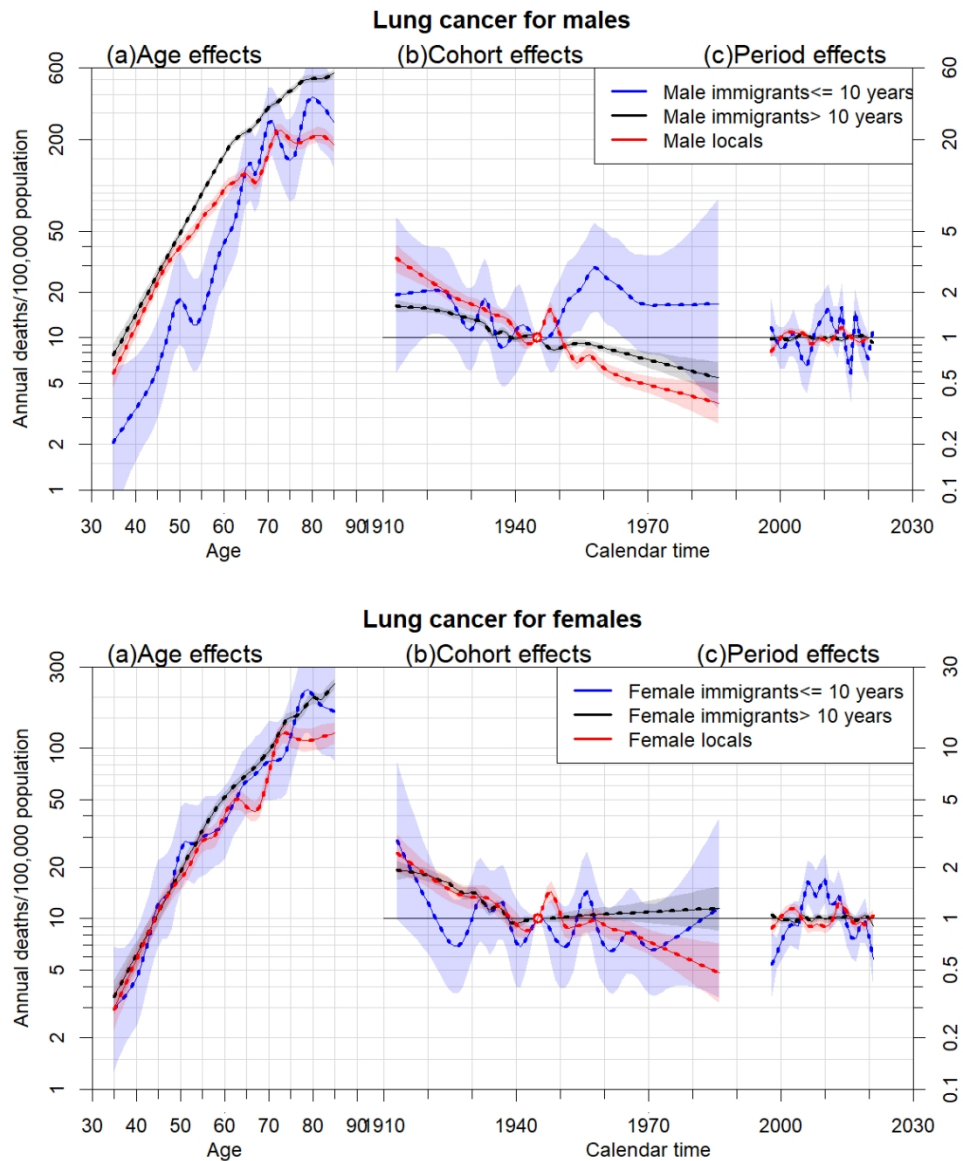 Lung cancer for males
(a)Age effects (b)Cohort effects (c)Period effects
Male immigrants<= 10 years
Male immigrants> 10 years
Male locals
Annual deaths/100,000 population
600
200
50
20
10
5
2
1
60
20
5
2
1
0.5
0.2
0.1
30 40 50 60 70 80 90 1910 1940 1970 2000 2030
Age Calendar time
Lung cancer for females
(a)Age effects (b)Cohort effects (c)Period effects
Female immigrants<= 10 years
Female immigrants> 10 years
Female locals
Annual deaths/100,000 population
300
100
50
20
10
5
2
1
30
10
5
2
1
0.5
0.2
0.1
30 40 50 60 70 80 90 1910 1940 1970 2000 2030
Age Calendar time